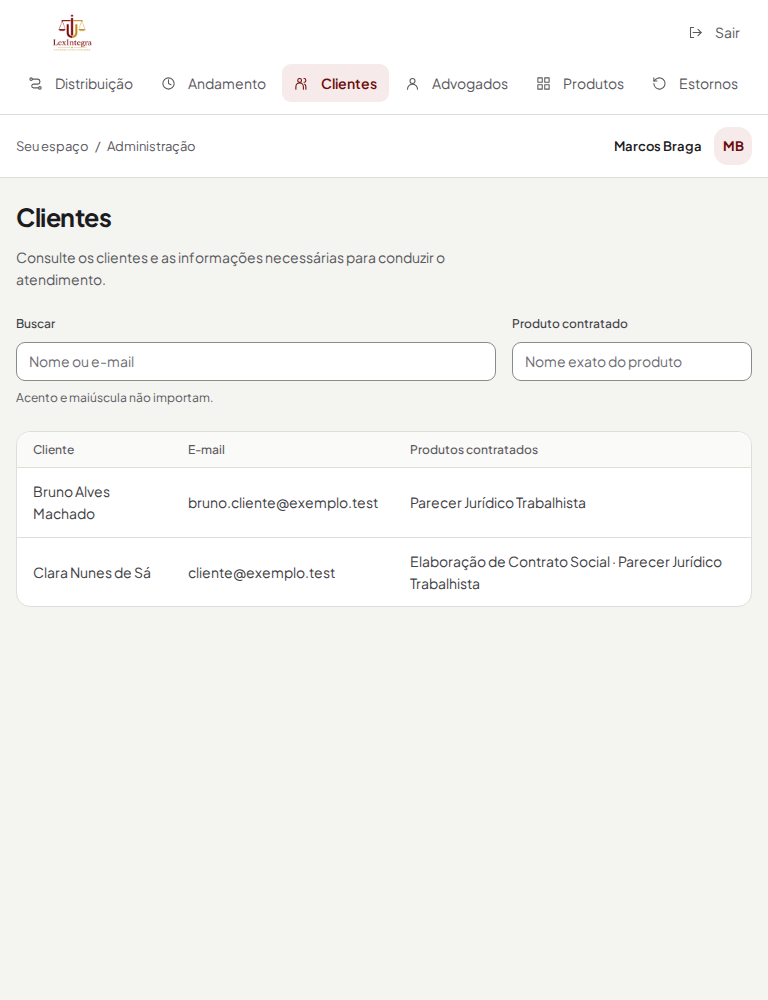 LexIntegra
Sair
Distribuição
Andamento
Clientes
Advogados
Produtos
Estornos
Seu espaço / Administração
Marcos Braga
MB
Clientes
Consulte os clientes e as informações necessárias para conduzir o
atendimento.
Buscar
Produto contratado
Nome ou e-mail
Nome exato do produto
Acento e maiúscula não importam.
Cliente
E-mail
Produtos contratados
Bruno Alves
Machado
bruno.cliente@exemplo.test
Parecer Jurídico Trabalhista
Clara Nunes de Sá
cliente@exemplo.test
Elaboração de Contrato Social · Parecer Jurídico
Trabalhista